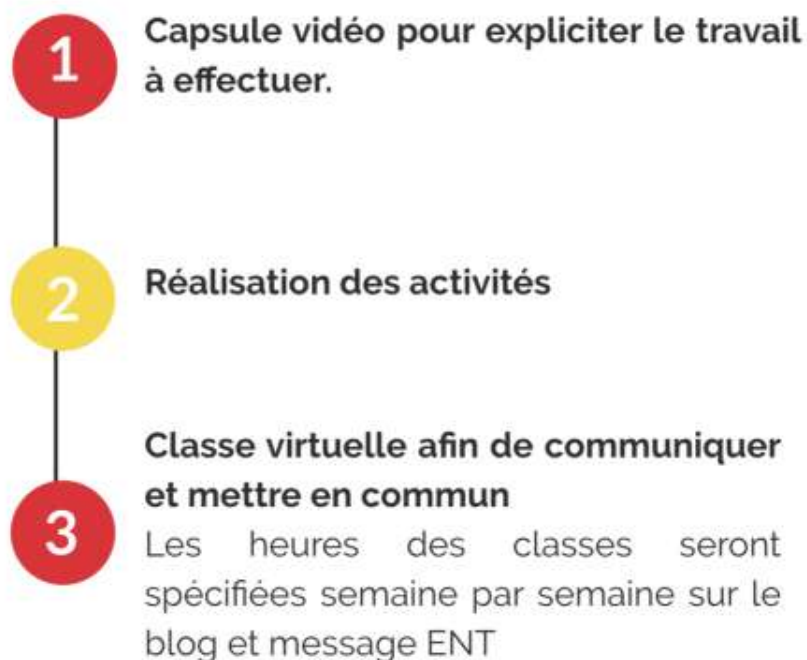 1
Capsule vidéo pour expliciter le travail
à effectuer.
2
Réalisation des activités
3
Classe virtuelle afin de communiquer
et mettre en commun
Les heures des classes seront
spécifiées semaine par semaine sur le
blog et message ENT